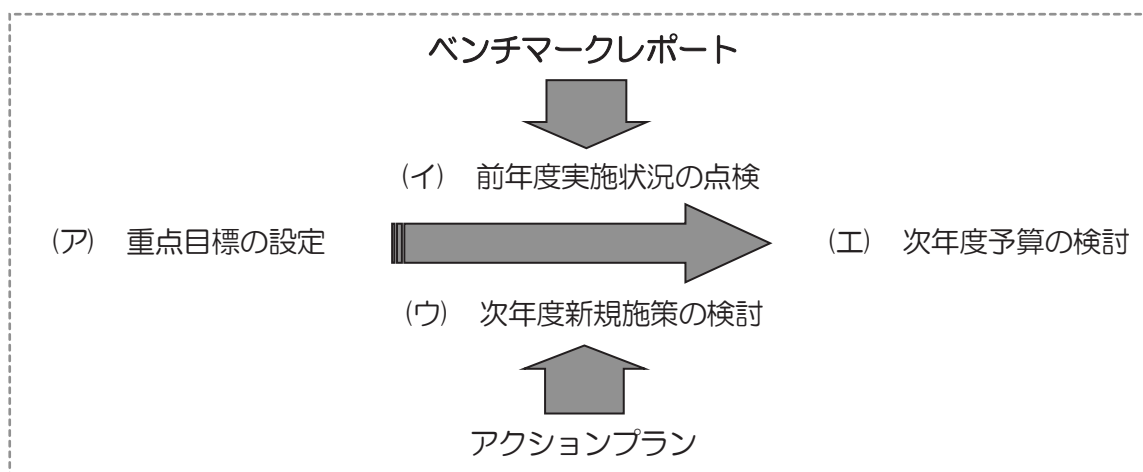 ベンチマークレポート
(イ) 前年度実施状況の点検
(ア) 重点目標の設定
(エ) 次年度予算の検討
(ウ) 次年度新規施策の検討
アクションプラン